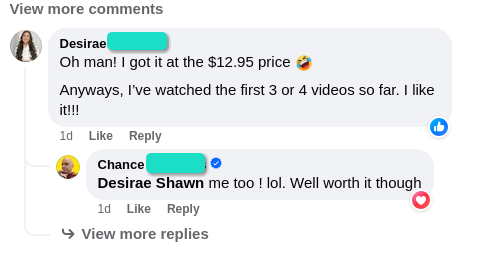 View more comments
Desirae
Oh man! I got it at the $12.95 price 🤣
Anyways, I've watched the first 3 or 4 videos so far. I like
it!!!
1d Like Reply
Chance
Desirae Shawn me too ! lol. Well worth it though
1d Like Reply
View more replies